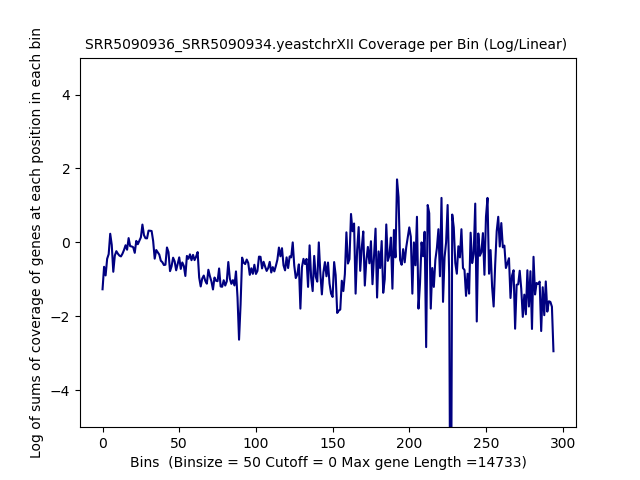 SRR5090936_SRR5090934.yeastchrXII Coverage per Bin (Log/Linear)
Log of sums of coverage of genes at each position in each bin
4
2
0
−2
−4
0 50 100 150 200 250 300
Bins  (Binsize = 50 Cutoff = 0 Max gene Length =14733)